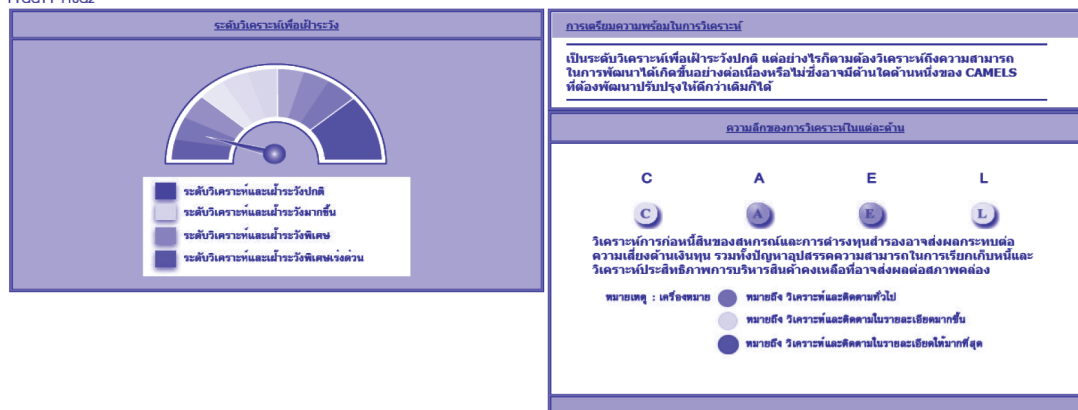 ระดับวิเคราะห์เพื่อเฝ้าระวัง
ระดับวิเคราะห์และเฝ้าระวังปกติ
ระดับวิเคราะห์และเฝ้าระวังมากขึ้น
ระดับวิเคราะห์และเฝ้าระวังพิเศษ
ระดับวิเคราะห์และเฝ้าระวังพิเศษเร่งด่วน
การเตรียมความพร้อมในการวิเคราะห์
เป็นระดับวิเคราะห์เพื่อเฝ้าระวังปกติ แต่อย่างไรก็ตามต้องวิเคราะห์ถึงความสามารถ
ในการพัฒนาได้เกิดขึ้นอย่างต่อเนื่องหรือไม่ซึ่งอาจมีด้านใดด้านหนึ่งของ CAMELS
ที่ต้องพัฒนาปรับปรุงให้ดีกว่าเดิมก็ได้
ความลึกของการวิเคราะห์ในแต่ละด้าน
C A E L
C A E L
วิเคราะห์การก่อหนี้สินของสหกรณ์และการดำรงทุนสำรองอาจส่งผลกระทบต่อ
ความเสี่ยงด้านเงินทุน รวมทั้งปัญหาอุปสรรคความสามารถในการเรียกเก็บหนี้และ
วิเคราะห์ประสิทธิภาพการบริหารสินค้าคงเหลือที่อาจส่งผลต่อสภาพคล่อง
หมายเหตุ : เครื่องหมาย หมายถึง วิเคราะห์และติดตามทั่วไป
หมายถึง วิเคราะห์และติดตามในรายละเอียดมากขึ้น
หมายถึง วิเคราะห์และติดตามในรายละเอียดให้มากที่สุด